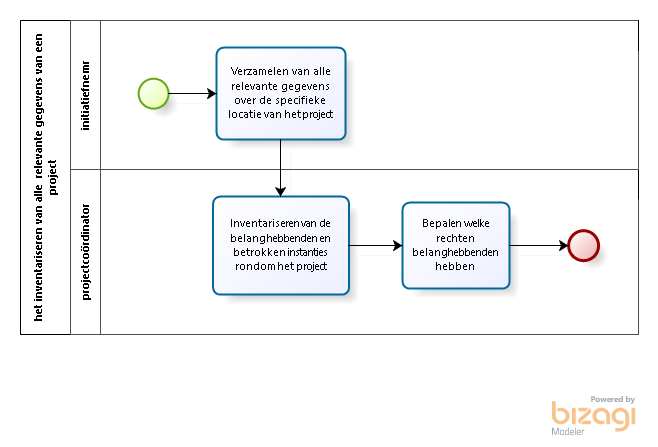 het inventariseren van alle relevante gegevens van een
project
initiatiefnemr
Verzamelen van alle
relevante gegevens
over de specifieke
locatie van het project
projectcoördinator
Inventariseren van de
belanghebbenden en
betrokken instanties
rondom het project
Bepalen welke
rechten
belanghebbenden
hebben
Powered by
bizagi
Modeler